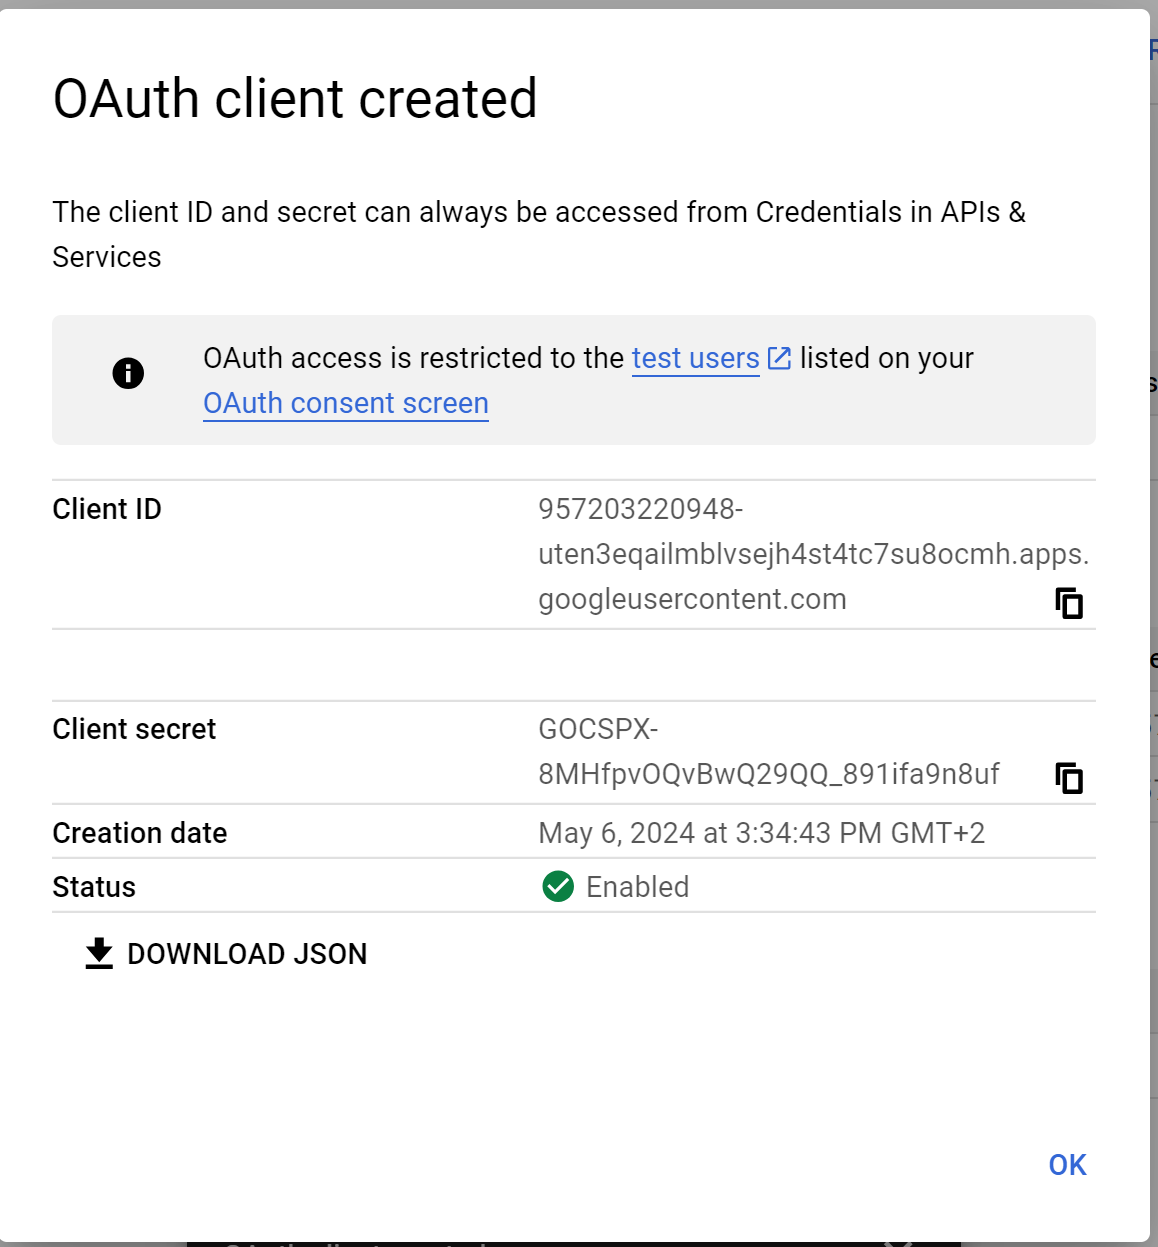 OAuth client created
The client ID and secret can always be accessed from Credentials in APIs &
Services
OAuth access is restricted to the test users listed on your
OAuth consent screen
Client ID
957203220948-
uten3eqailmblvsejh4st4tc7su8ocmh.apps.
googleusercontent.com
Client secret
GOCSPX-
8MHfpvOQvBwQ29QQ_891ifa9n8uf
Creation date
May 6, 2024 at 3:34:43 PM GMT+2
Status
Enabled
DOWNLOAD JSON
OK